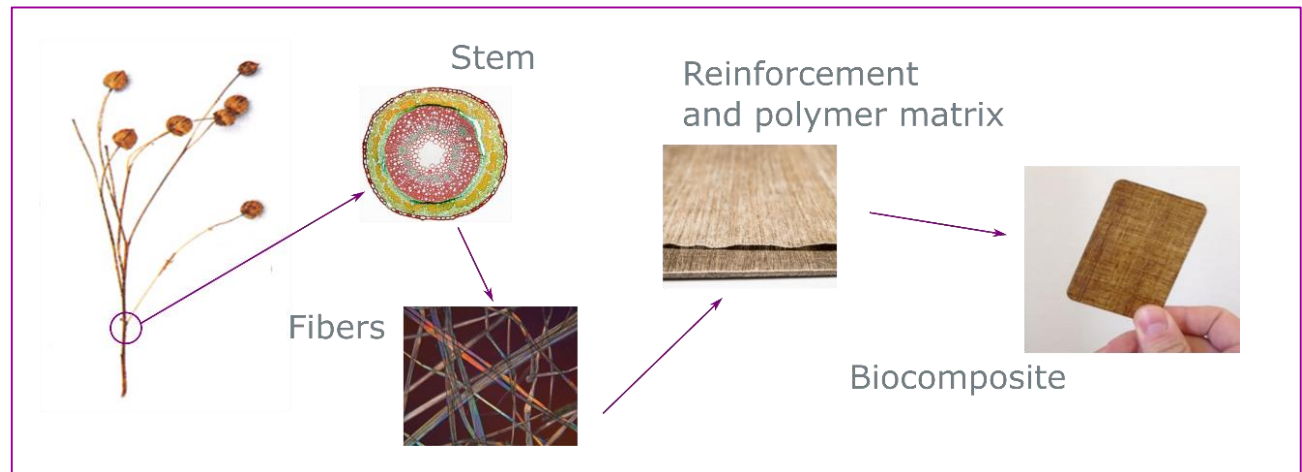 Stem
Fibers
Reinforcement
and polymer matrix
Biocomposite